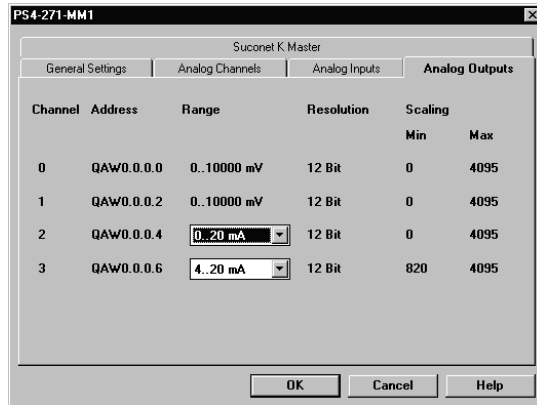 PS4-271-MM1
Suconet K Master
General Settings Analog Channels Analog Inputs Analog Outputs
Channel Address Range Resolution Scaling
Min Max
0 QAW0.0.0.0 0..10000 mV 12 Bit 0 4095
1 QAW0.0.0.2 0..10000 mV 12 Bit 0 4095
2 QAW0.0.0.4 0..20 mA 12 Bit 0 4095
3 QAW0.0.0.6 4..20 mA 12 Bit 820 4095
OK Cancel Help